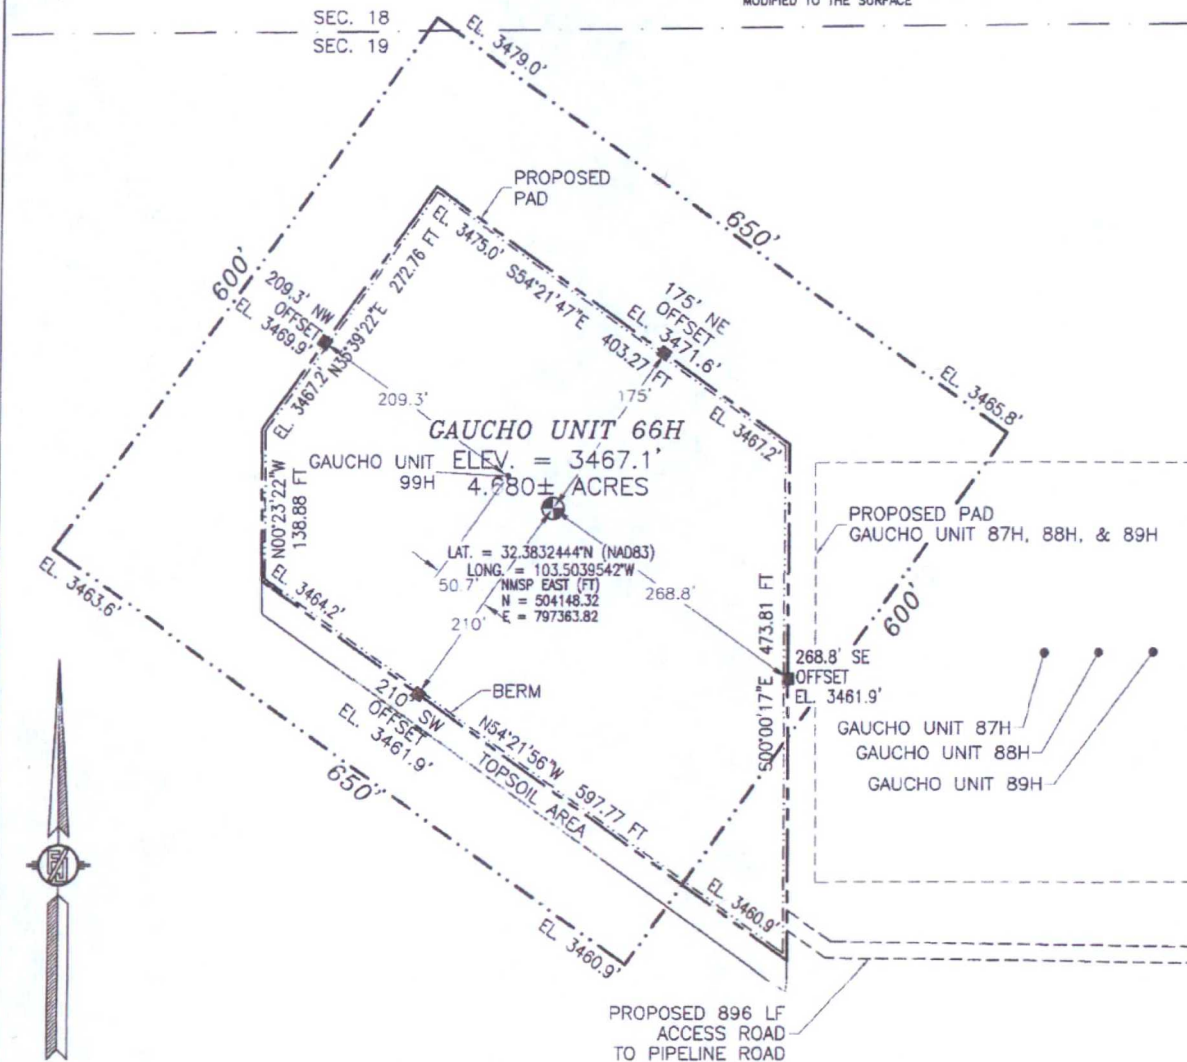 MODIFIED TO THE SURFACE
SEC. 18
SEC. 19
EL. 3479.0'
PROPOSED
PAD
650'
600'
EL. 3475.0'
S54°21'47"E
403.27 FT
N35°39'22"E 272.76 FT
209.3' NW
OFFSET
EL. 3469.9'
175' NE
OFFSET
EL. 3471.6'
EL. 3467.2'
EL. 3465.8'
209.3'
175'
EL. 3467.2'
GAUCHO UNIT 66H
ELEV. = 3467.1'
4.680± ACRES
GAUCHO UNIT
99H
N00°23'22"W
138.88 FT
PROPOSED PAD
GAUCHO UNIT 87H, 88H, & 89H
LAT. = 32.3832444°N (NAD83)
LONG. = 103.5039542°W
NMSP EAST (FT)
N = 504148.32
E = 797363.82
50.7'
210'
268.8'
EL. 3463.6'
EL. 3464.2'
S00°00'17"E 473.81 FT
600'
268.8' SE
OFFSET
EL. 3461.9'
210' SW
OFFSET
EL. 3461.9'
BERM
N54°21'56"W 597.77 FT
TOPSOIL AREA
650'
GAUCHO UNIT 87H
GAUCHO UNIT 88H
GAUCHO UNIT 89H
EL. 3460.9'
EL. 3460.9'
PROPOSED 896 LF
ACCESS ROAD
TO PIPELINE ROAD